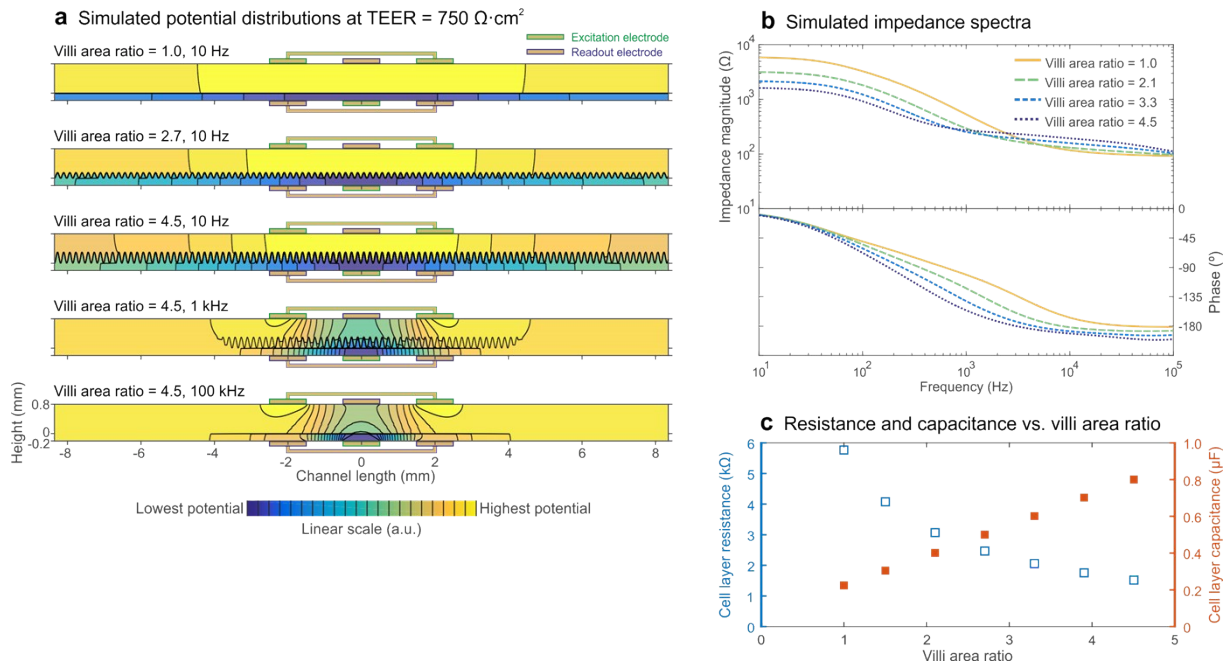 a Simulated potential distributions at TEER = 750 Ω·cm²
Excitation electrode
Readout electrode
Villi area ratio = 1.0, 10 Hz
Villi area ratio = 2.7, 10 Hz
Villi area ratio = 4.5, 10 Hz
Villi area ratio = 4.5, 1 kHz
Villi area ratio = 4.5, 100 kHz
Height (mm)
0.8
0
-0.2
-8 -6 -4 -2 0 2 4 6 8
Channel length (mm)
Lowest potential
Highest potential
Linear scale (a.u.)
b Simulated impedance spectra
Impedance magnitude (Ω)
10⁴
10³
10²
10¹
Villi area ratio = 1.0
Villi area ratio = 2.1
Villi area ratio = 3.3
Villi area ratio = 4.5
0
-45
-90
-135
-180
Phase (º)
10¹ 10² 10³ 10⁴ 10⁵
Frequency (Hz)
c Resistance and capacitance vs. villi area ratio
Cell layer resistance (kΩ)
6
5
4
3
2
1
0
1.0
0.8
0.6
0.4
0.2
0
Cell layer capacitance (µF)
0 1 2 3 4 5
Villi area ratio